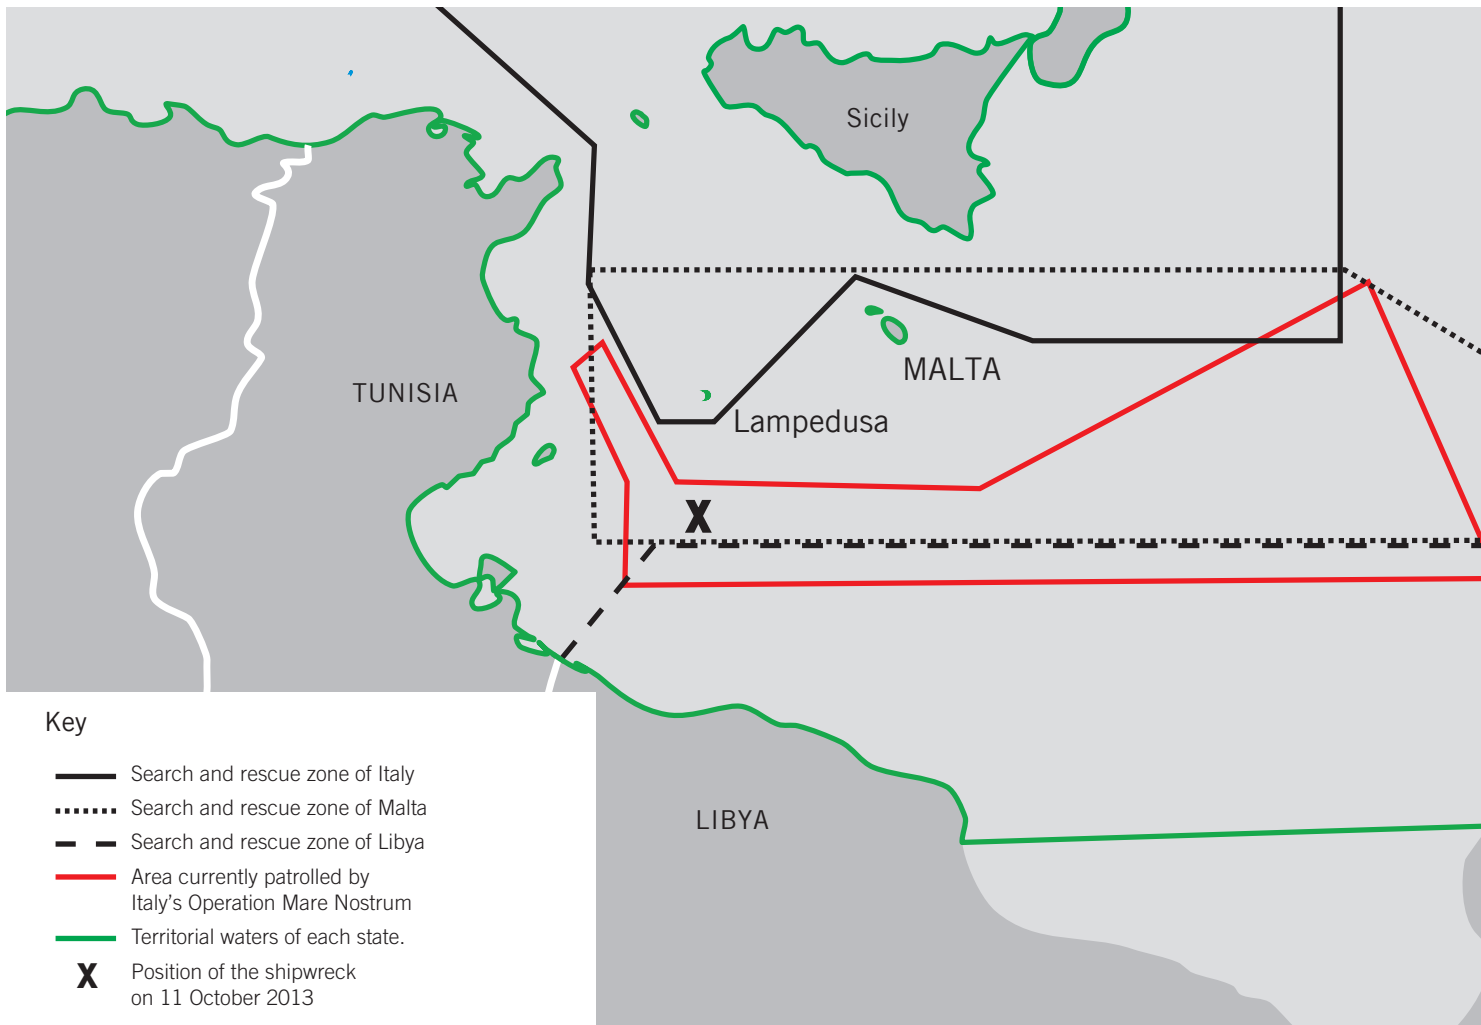 Sicily
TUNISIA
MALTA
Lampedusa
X
LIBYA
Key
Search and rescue zone of Italy
Search and rescue zone of Malta
Search and rescue zone of Libya
Area currently patrolled by
Italy’s Operation Mare Nostrum
Territorial waters of each state.
X Position of the shipwreck
on 11 October 2013